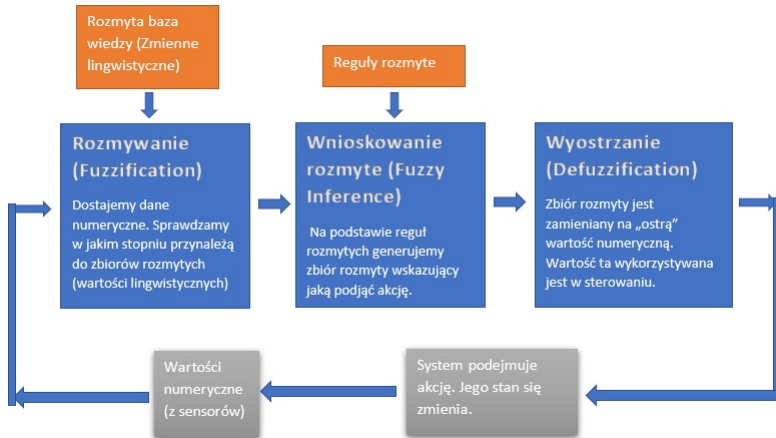 Rozmyta baza
wiedzy (Zmienne
lingwistyczne)
Reguły rozmyte
Rozmywanie
(Fuzzification)
Dostajemy dane
numeryczne. Sprawdzamy
w jakim stopniu przynależą
do zbiorów rozmytych
(wartości lingwistycznych)
Wnioskowanie
rozmyte (Fuzzy
Inference)
Na podstawie reguł
rozmytych generujemy
zbiór rozmyty wskazujący
jaką podjąć akcję.
Wyostrzanie
(Defuzzification)
Zbiór rozmyty jest
zamieniany na „ostrą”
wartość numeryczną.
Wartość ta wykorzystywana
jest w sterowaniu.
Wartości
numeryczne
(z sensorów)
System podejmuje
akcję. Jego stan się
zmienia.